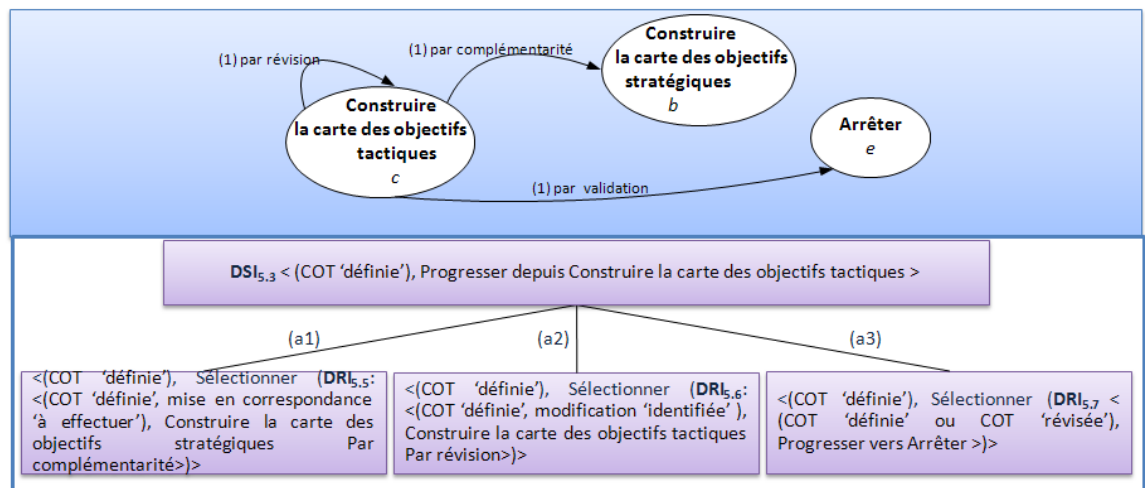 Construire
la carte des objectifs
stratégiques
b
(1) par complémentarité
(1) par révision
Construire
la carte des objectifs
tactiques
c
Arrêter
e
(1) par validation
DSI5.3 < (COT ‘définie’), Progresser depuis Construire la carte des objectifs tactiques >
(a1)
(a2)
(a3)
<(COT ‘définie’), Sélectionner (DRI5.5:
<(COT ‘définie’, mise en correspondance
‘à effectuer’), Construire la carte des
objectifs stratégiques Par
complémentarité>)>
<(COT ‘définie’), Sélectionner (DRI5.6:
<(COT ‘définie’, modification ‘identifiée’ ),
Construire la carte des objectifs tactiques
Par révision>)>
<(COT ‘définie’), Sélectionner (DRI5.7 <
(COT ‘définie’ ou COT ‘révisée’),
Progresser vers Arrêter >)>